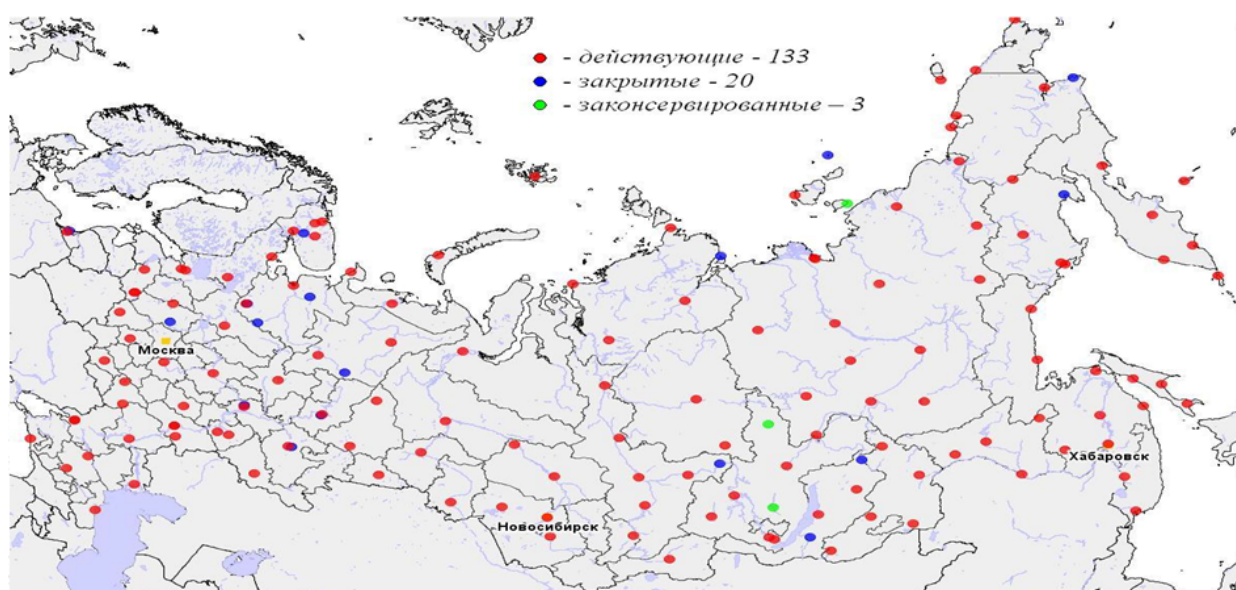 - действующие - 133
- закрытые - 20
- законсервированные – 3
Москва
Хабаровск
Новосибирск